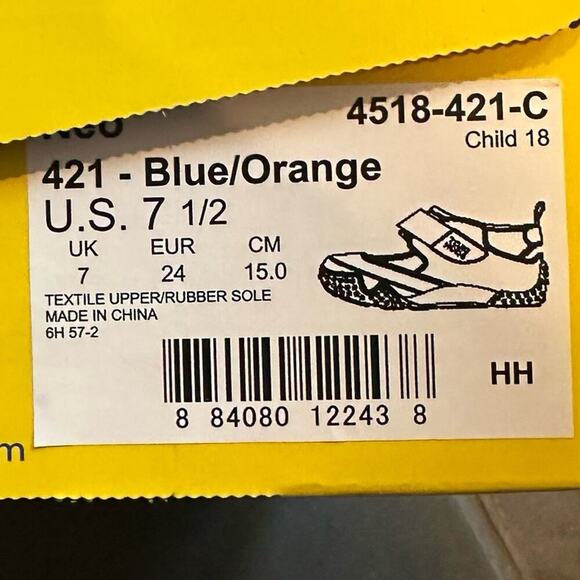 Neo
4518-421-C
Child 18
421 - Blue/Orange
U.S. 7 1/2
UK EUR CM
7 24 15.0
TEXTILE UPPER/RUBBER SOLE
MADE IN CHINA
6H 57-2
HH
8 84080 12243 8
m